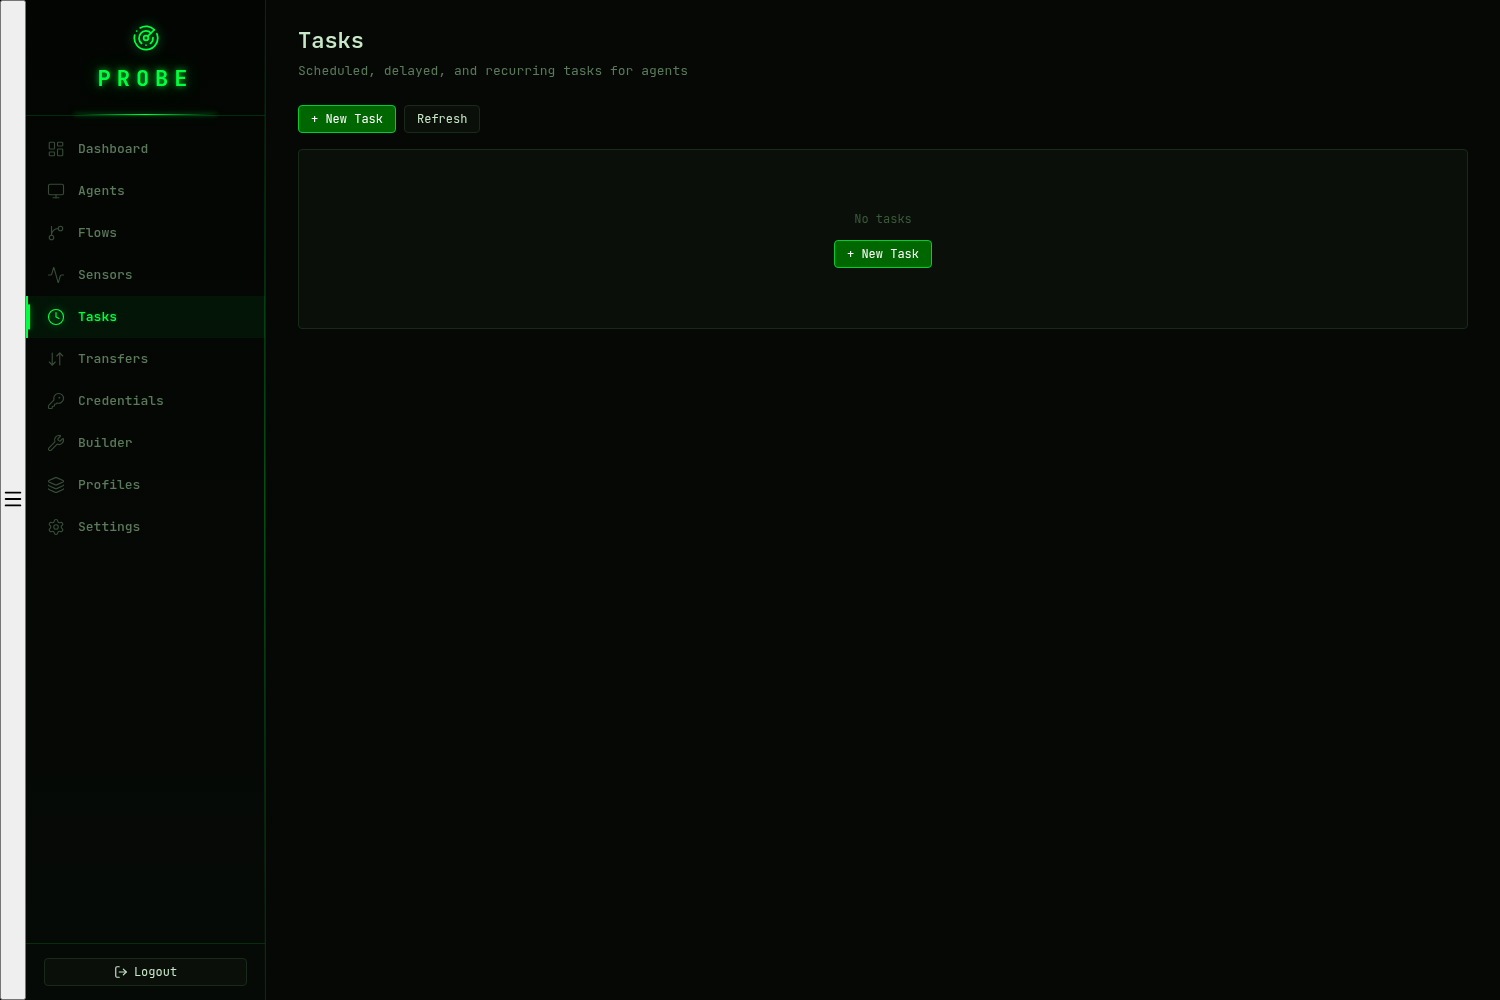 PROBE
Dashboard
Agents
Flows
Sensors
Tasks
Transfers
Credentials
Builder
Profiles
Settings
Logout
Tasks
Scheduled, delayed, and recurring tasks for agents
+ New Task
Refresh
No tasks
+ New Task